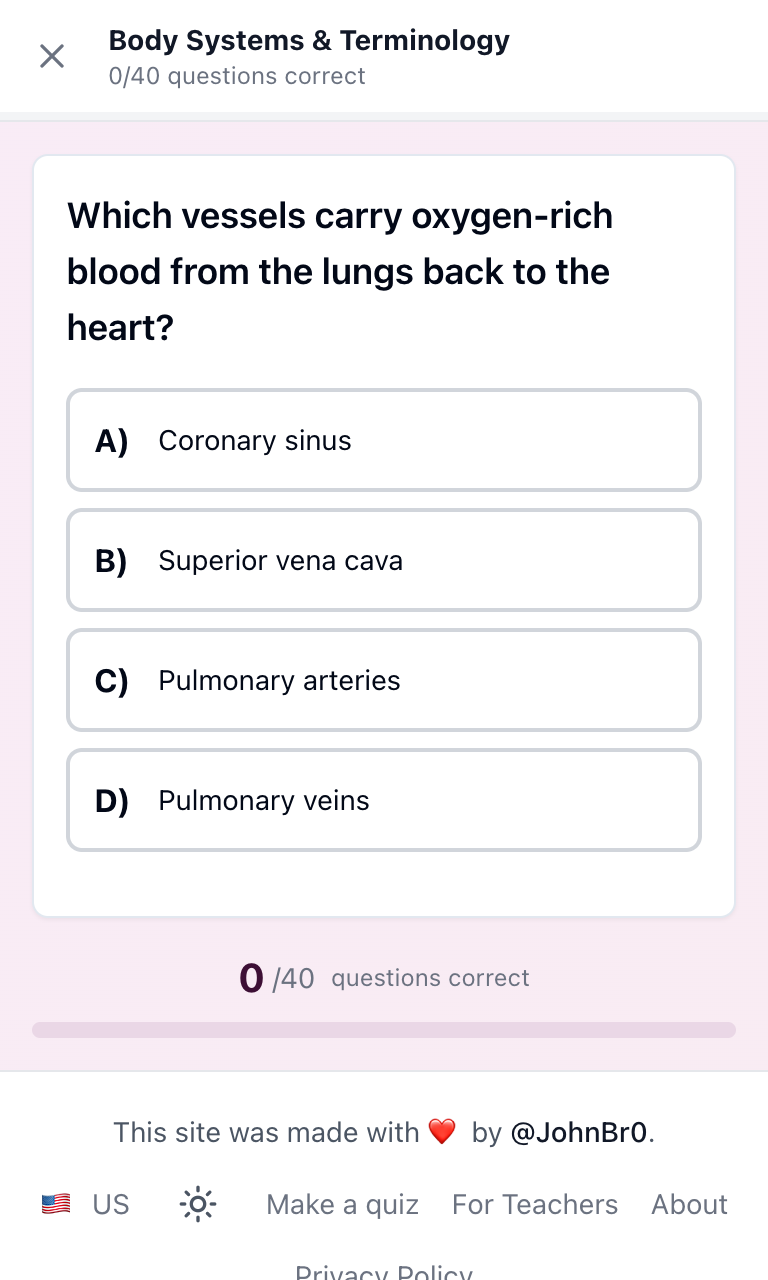 Body Systems & Terminology
0/40 questions correct
Which vessels carry oxygen-rich
blood from the lungs back to the
heart?
A) Coronary sinus
B) Superior vena cava
C) Pulmonary arteries
D) Pulmonary veins
0 /40 questions correct
This site was made with ❤️ by @JohnBr0.
🇺🇸 US Make a quiz For Teachers About
Privacy Policy